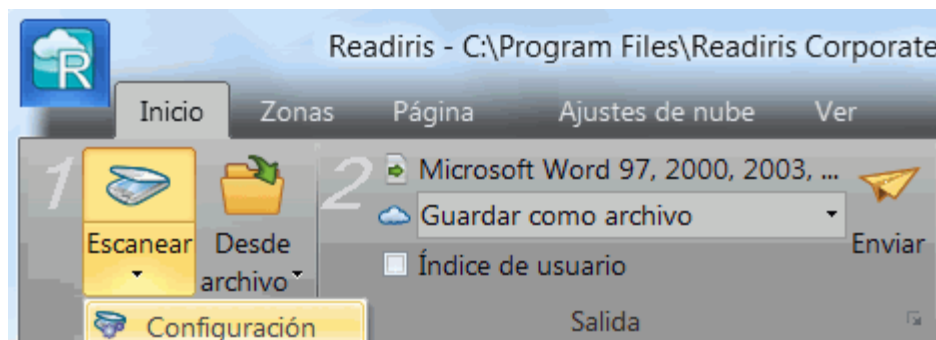 Readiris - C:\Program Files\Readiris Corporate
R
Inicio Zonas Página Ajustes de nube Ver
1
Escanear
Desde archivo
Configuración
2
Microsoft Word 97, 2000, 2003, ...
Guardar como archivo
Índice de usuario
Enviar
Salida